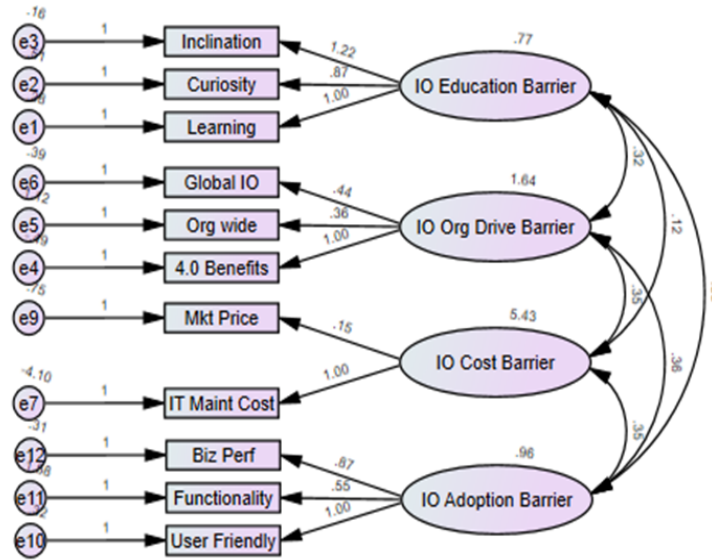 .16
e3 1 Inclination 1.22 .77
e2 1 Curiosity .87 IO Education Barrier
e1 1 Learning 1.00
.32
.39
e6 1 Global IO .44 1.64
e5 1 Org wide .36 IO Org Drive Barrier .12
e4 1 4.0 Benefits 1.00
.75
e9 1 Mkt Price .15 5.43 .35
IO Cost Barrier .36
-4.10
e7 1 IT Maint Cost 1.00
.31 .35
e12 1 Biz Perf .87 .96
e11 1 Functionality .55 IO Adoption Barrier
e10 1 User Friendly 1.00